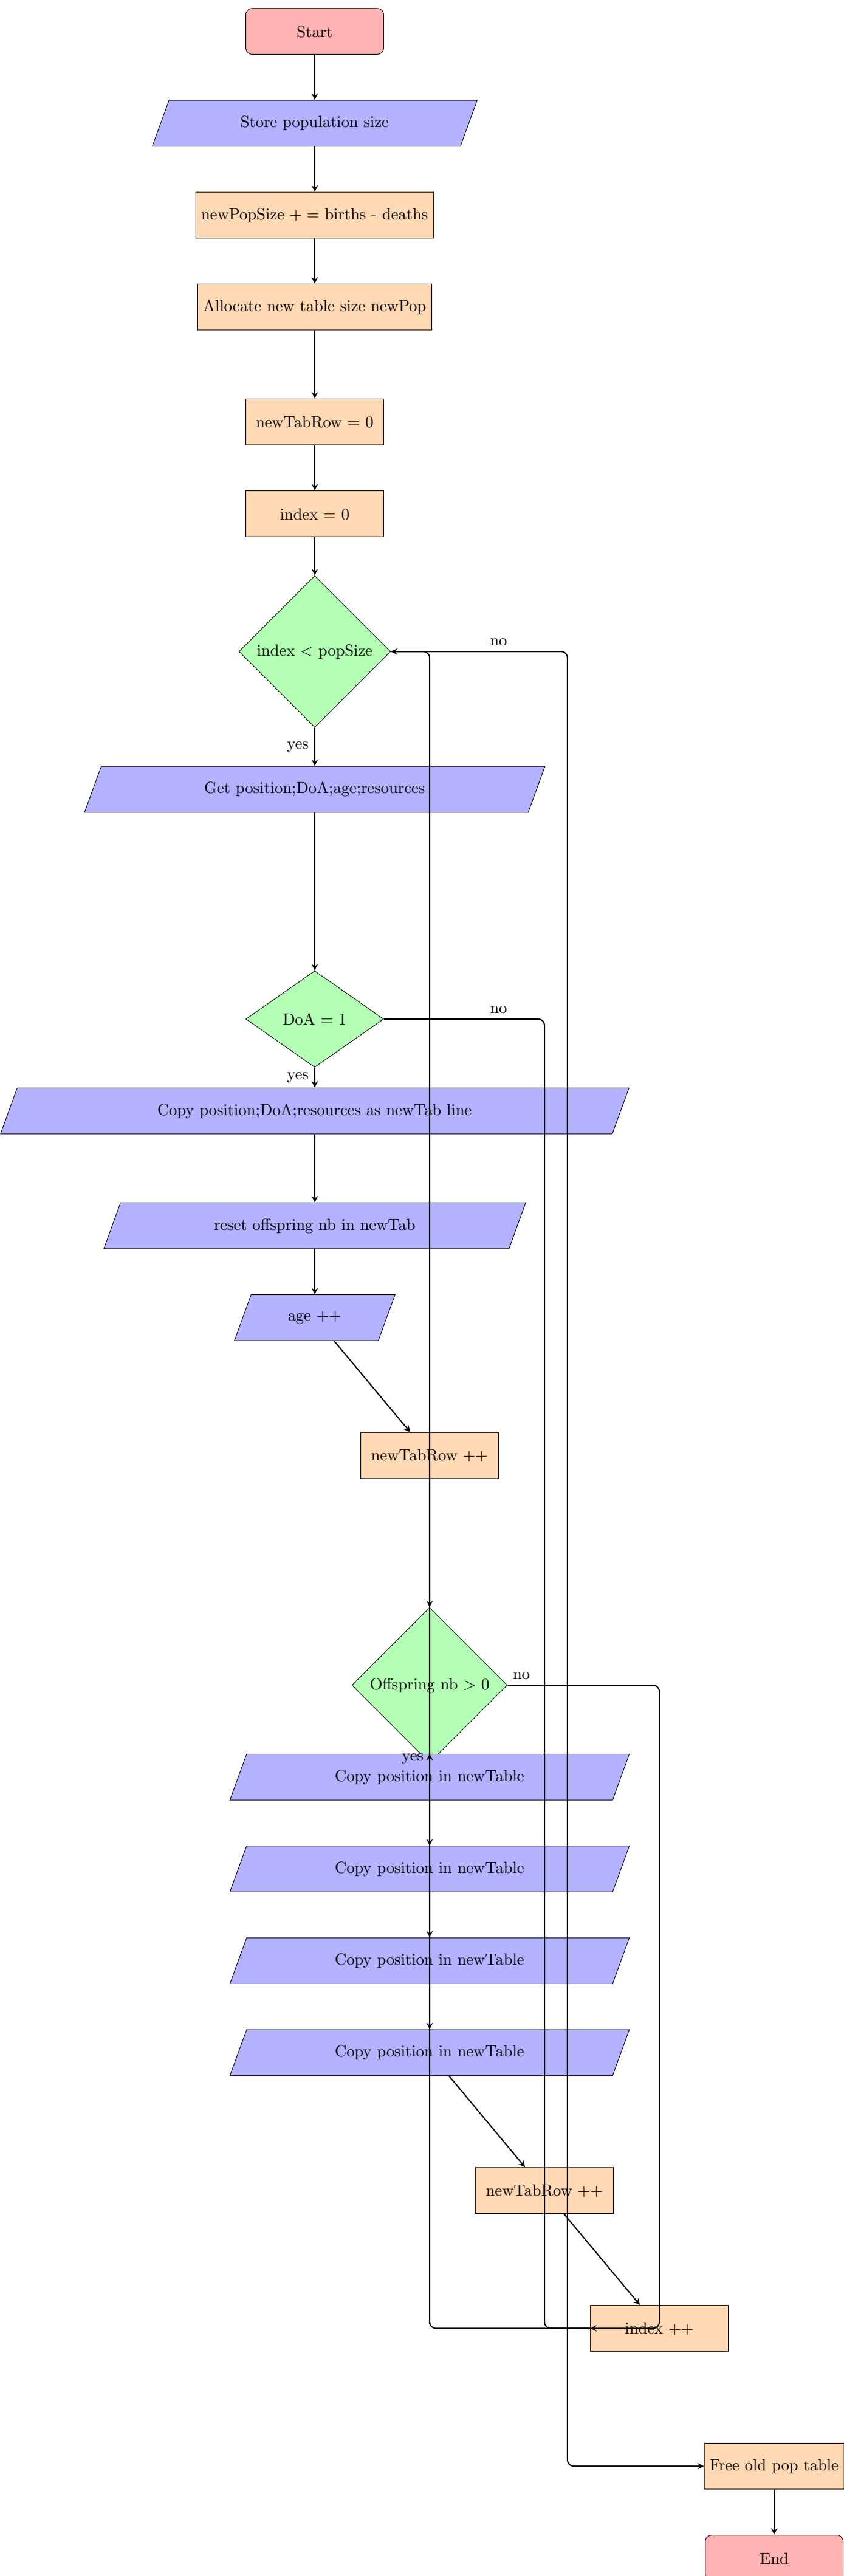 Start
Store population size
newPopSize + = births - deaths
Allocate new table size newPop
newTabRow = 0
index = 0
index < popSize
no
yes
Get position;DoA;age;resources
DoA = 1
no
yes
Copy position;DoA;resources as newTab line
reset offspring nb in newTab
age ++
newTabRow ++
Offspring nb > 0
no
yes
Copy position in newTable
Copy position in newTable
Copy position in newTable
Copy position in newTable
newTabRow ++
index ++
Free old pop table
End